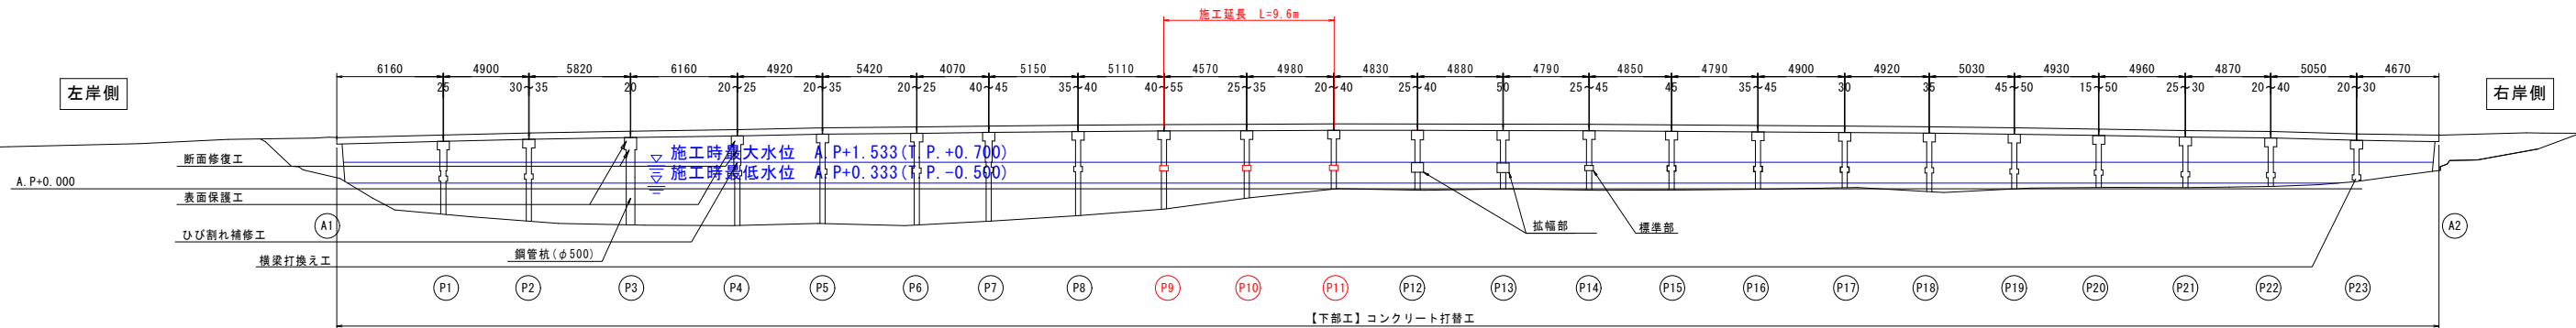 施工延長 L=9.6m
6160 4900 5820 6160 4920 5420 4070 5150 5110 4570 4980 4830 4880 4790 4850 4790 4900 4920 5030 4930 4960 4870 5050 4670
25 30~35 20 20~25 20~35 20~25 40~45 35~40 40~55 25~35 20~40 25~40 50 25~45 45 35~45 30 35 45~50 15~50 25~30 20~40 20~30
左岸側
右岸側
施工時最大水位 A.P+1.533(T.P.+0.700)
断面修復工
施工時最低水位 A.P+0.333(T.P.-0.500)
A.P+0.000
表面保護工
A1
A2
拡幅部
標準部
ひび割れ補修工
鋼管杭(φ500)
横梁打換え工
P1 P2 P3 P4 P5 P6 P7 P8 P9 P10 P11 P12 P13 P14 P15 P16 P17 P18 P19 P20 P21 P22 P23
【下部工】コンクリート打替工